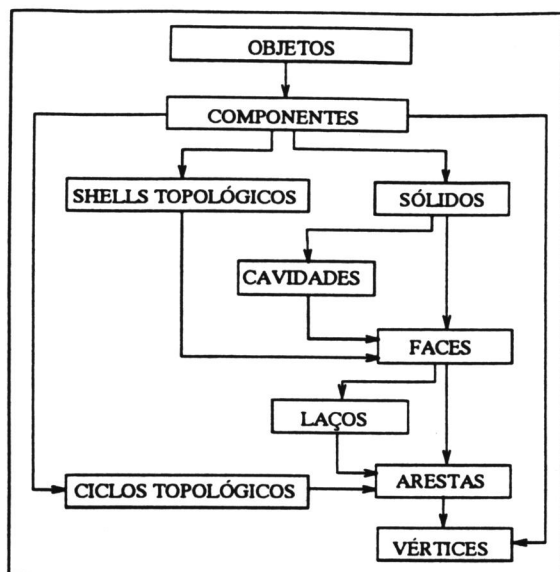 OBJETOS
COMPONENTES
SHELLS TOPOLÓGICOS
SÓLIDOS
CAVIDADES
FACES
LAÇOS
CICLOS TOPOLÓGICOS
ARESTAS
VÉRTICES